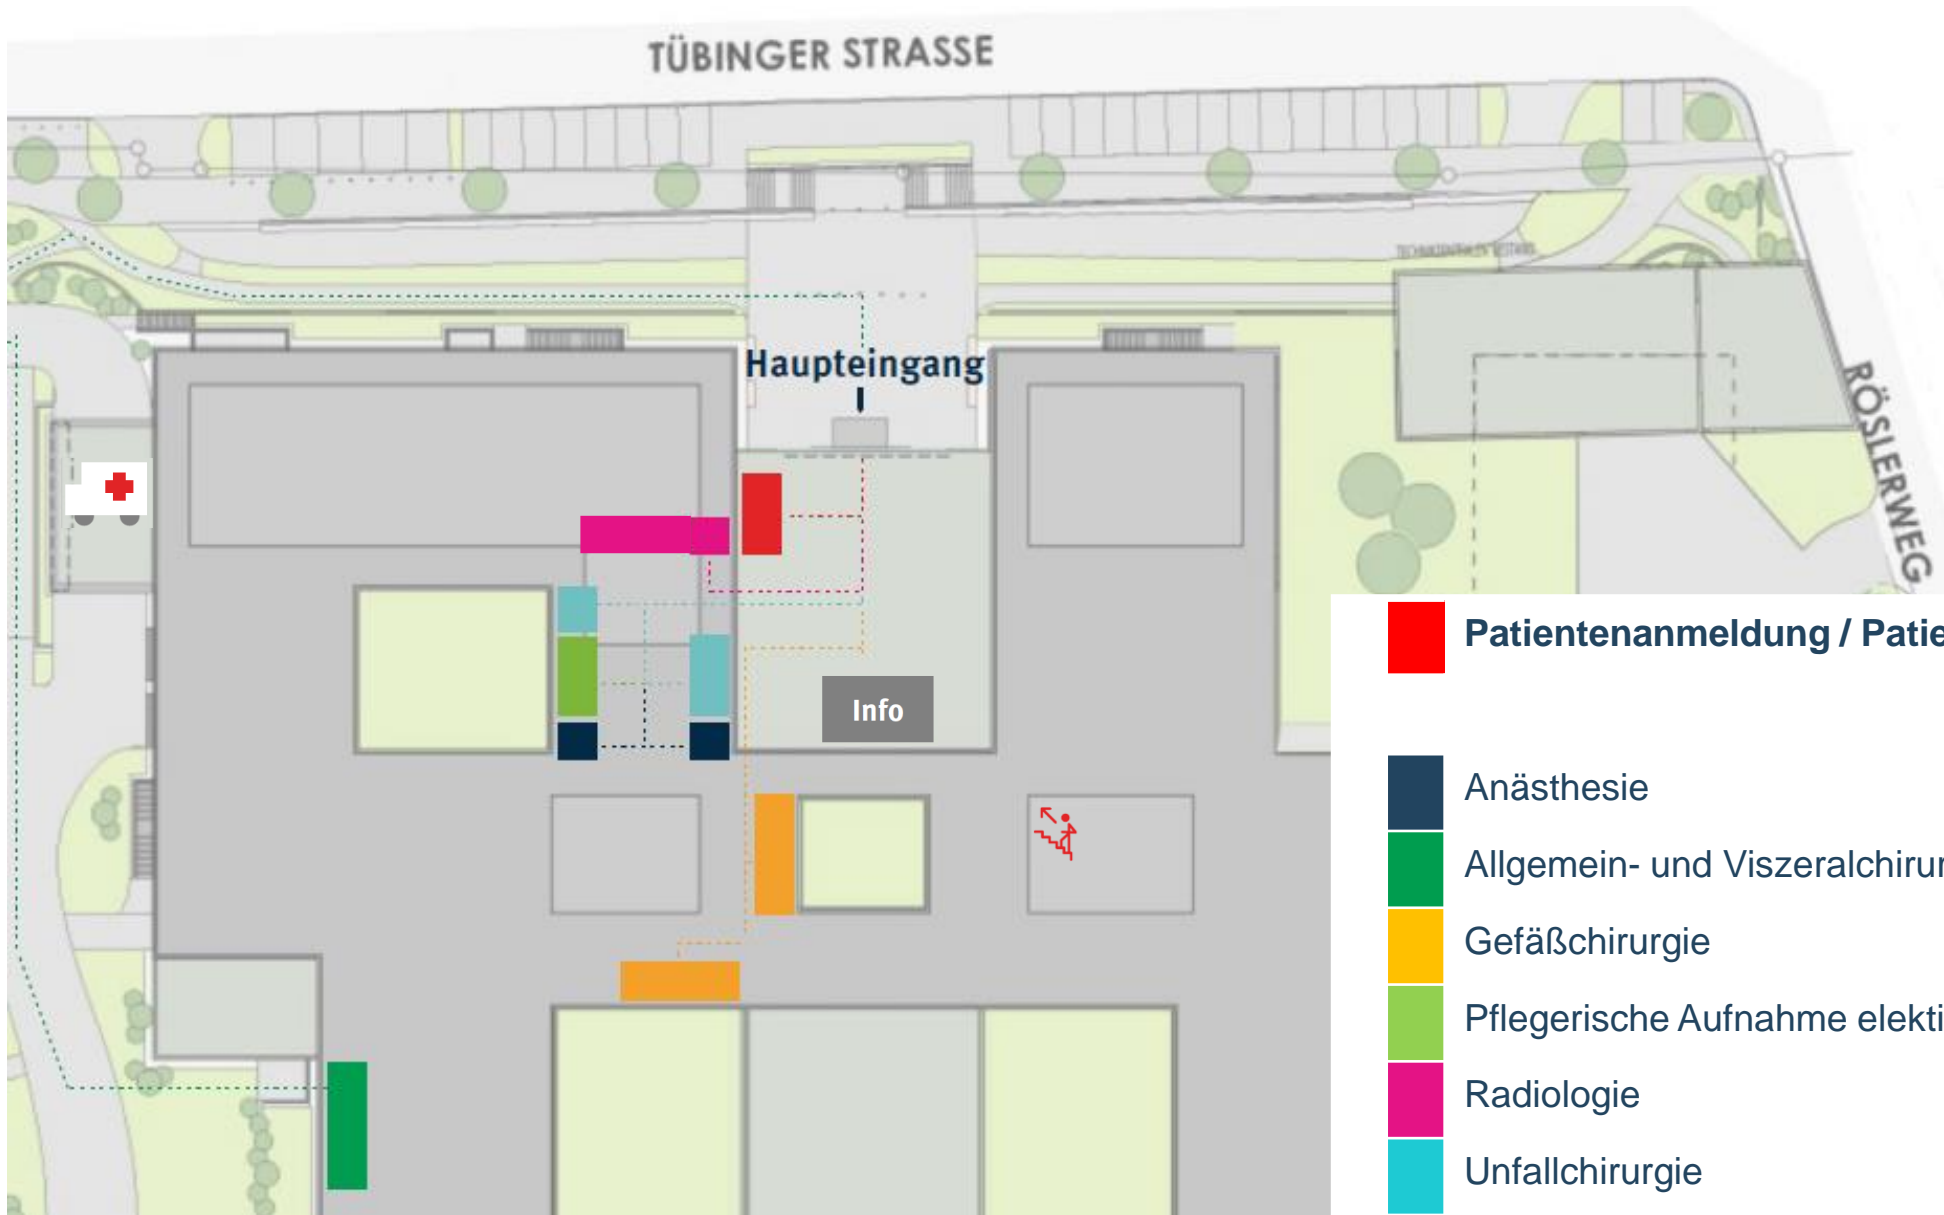 TÜBINGER STRASSE
Haupteingang
RÖSLERWEG
Info
Patientenanmeldung / Patie
Anästhesie
Allgemein- und Viszeralchirur
Gefäßchirurgie
Pflegerische Aufnahme elekti
Radiologie
Unfallchirurgie